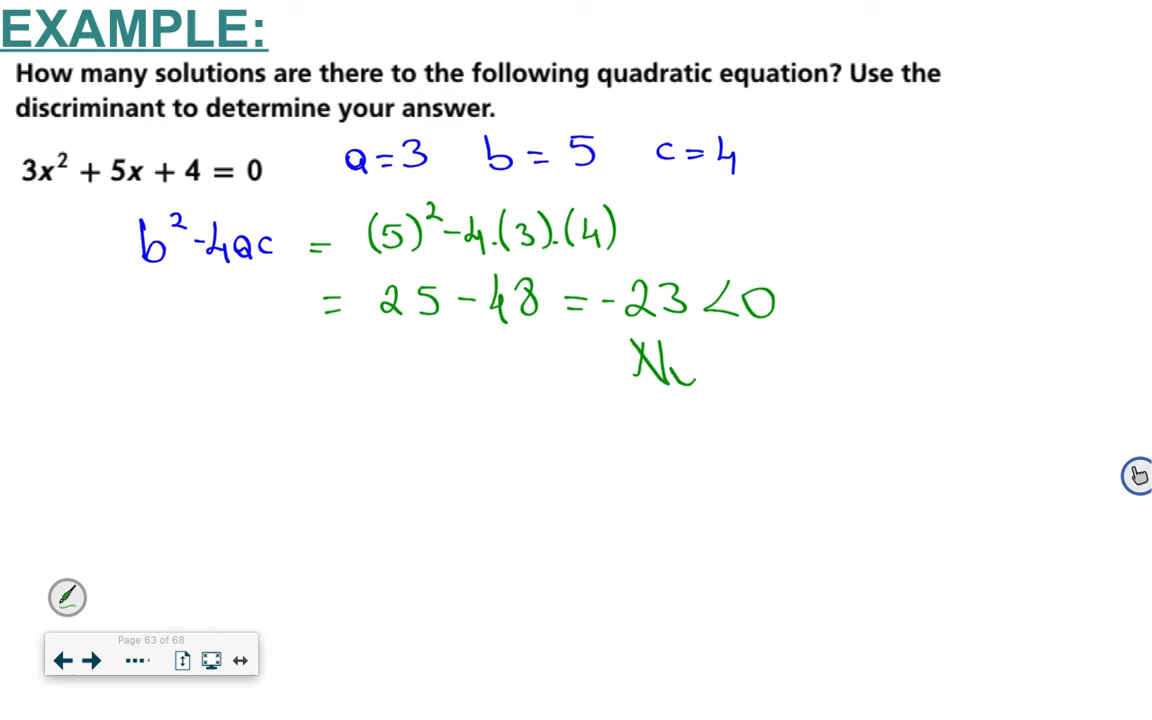 EXAMPLE:
How many solutions are there to the following quadratic equation? Use the
discriminant to determine your answer.
3x² + 5x + 4 = 0
a = 3 b = 5 c = 4
b² - 4ac = (5)² - 4.(3).(4)
= 25 - 48 = -23 < 0
Page 63 of 68